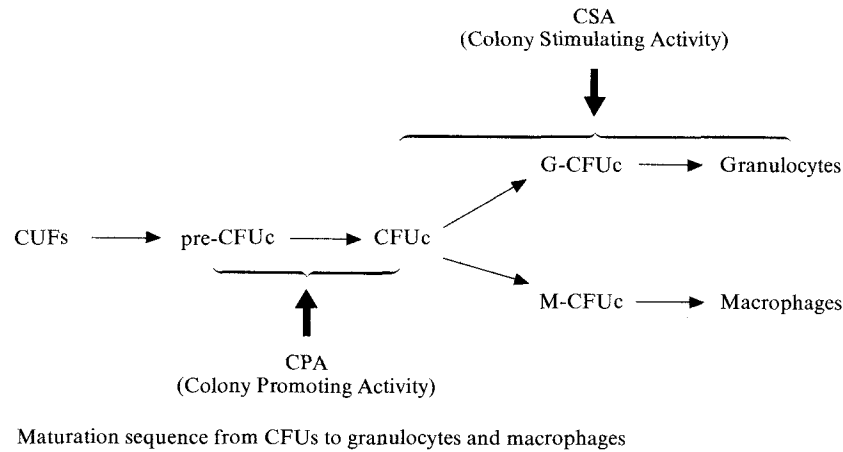 CSA
(Colony Stimulating Activity)
G-CFUc
Granulocytes
CUFs
pre-CFUc
CFUc
M-CFUc
Macrophages
CPA
(Colony Promoting Activity)
Maturation sequence from CFUs to granulocytes and macrophages